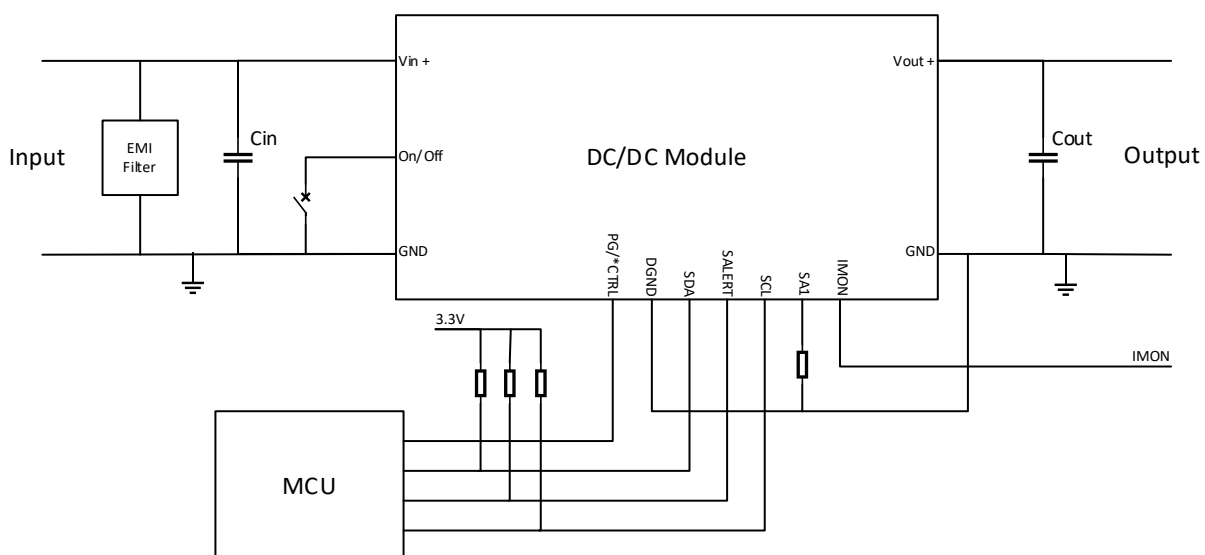 Vin +
Vout +
Input
EMI
Filter
Cin
On/Off
DC/DC Module
Cout
Output
GND
PG/*CTRL
DGND
SDA
SALERT
SCL
SA1
IMON
GND
3.3V
IMON
MCU